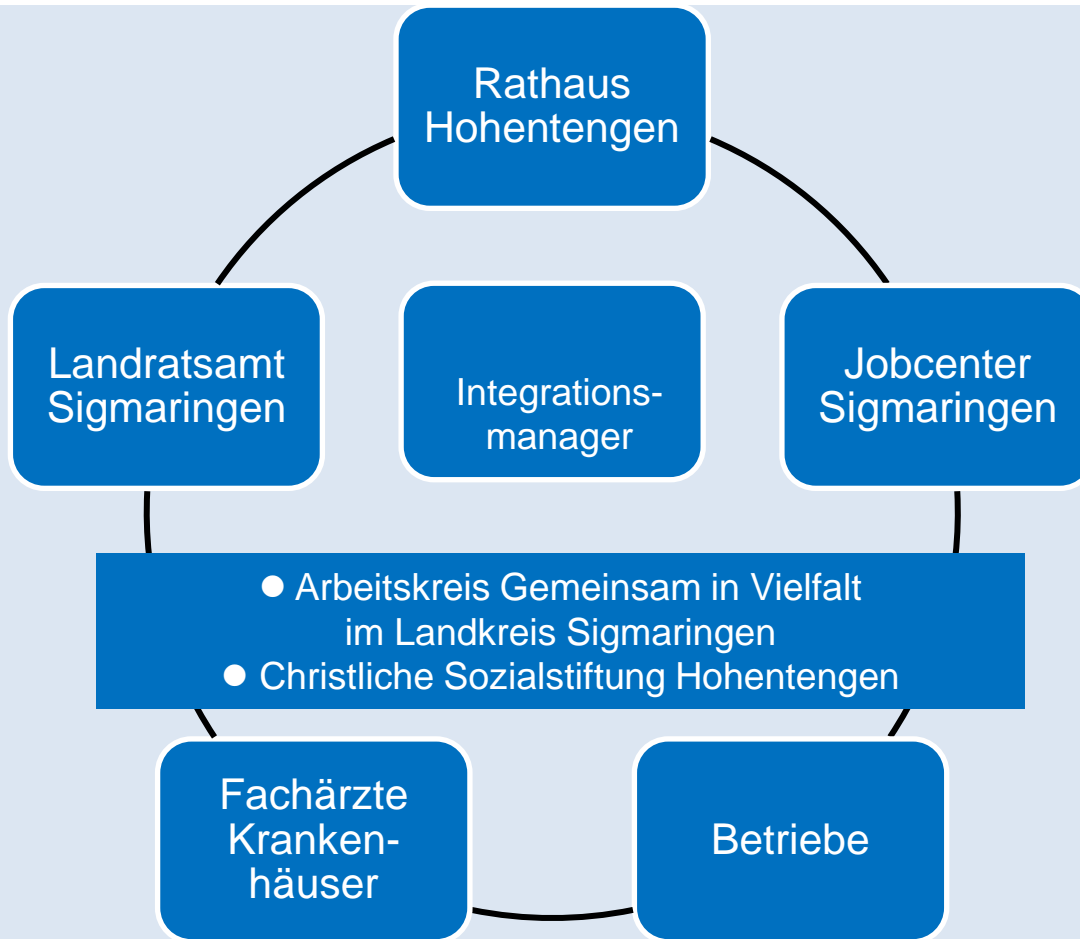 Rathaus
Hohentengen
Landratsamt
Sigmaringen
Integrations-
manager
Jobcenter
Sigmaringen
● Arbeitskreis Gemeinsam in Vielfalt
im Landkreis Sigmaringen
● Christliche Sozialstiftung Hohentengen
Fachärzte
Kranken-
häuser
Betriebe